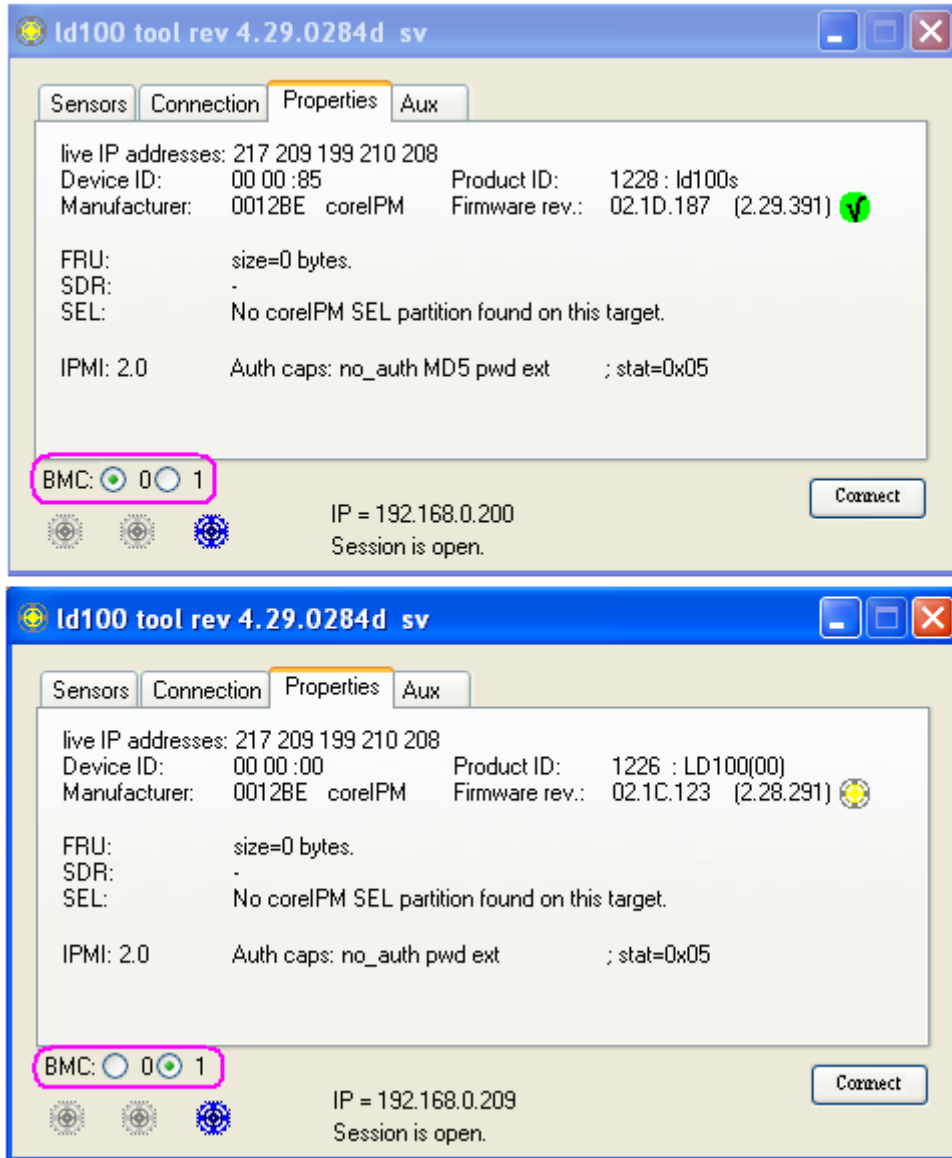 ld100 tool rev 4.29.0284d sv
Sensors Connection Properties Aux
live IP addresses: 217 209 199 210 208
Device ID: 00 00 :85 Product ID: 1228 : ld100s
Manufacturer: 0012BE coreIPM Firmware rev.: 02.1D.187 (2.29.391)
FRU: size=0 bytes.
SDR: -
SEL: No coreIPM SEL partition found on this target.
IPMI: 2.0 Auth caps: no_auth MD5 pwd ext ; stat=0x05
BMC: 0 1
Connect
IP = 192.168.0.200
Session is open.
ld100 tool rev 4.29.0284d sv
Sensors Connection Properties Aux
live IP addresses: 217 209 199 210 208
Device ID: 00 00 :00 Product ID: 1226 : LD100(00)
Manufacturer: 0012BE coreIPM Firmware rev.: 02.1C.123 (2.28.291)
FRU: size=0 bytes.
SDR: -
SEL: No coreIPM SEL partition found on this target.
IPMI: 2.0 Auth caps: no_auth pwd ext ; stat=0x05
BMC: 0 1
Connect
IP = 192.168.0.209
Session is open.